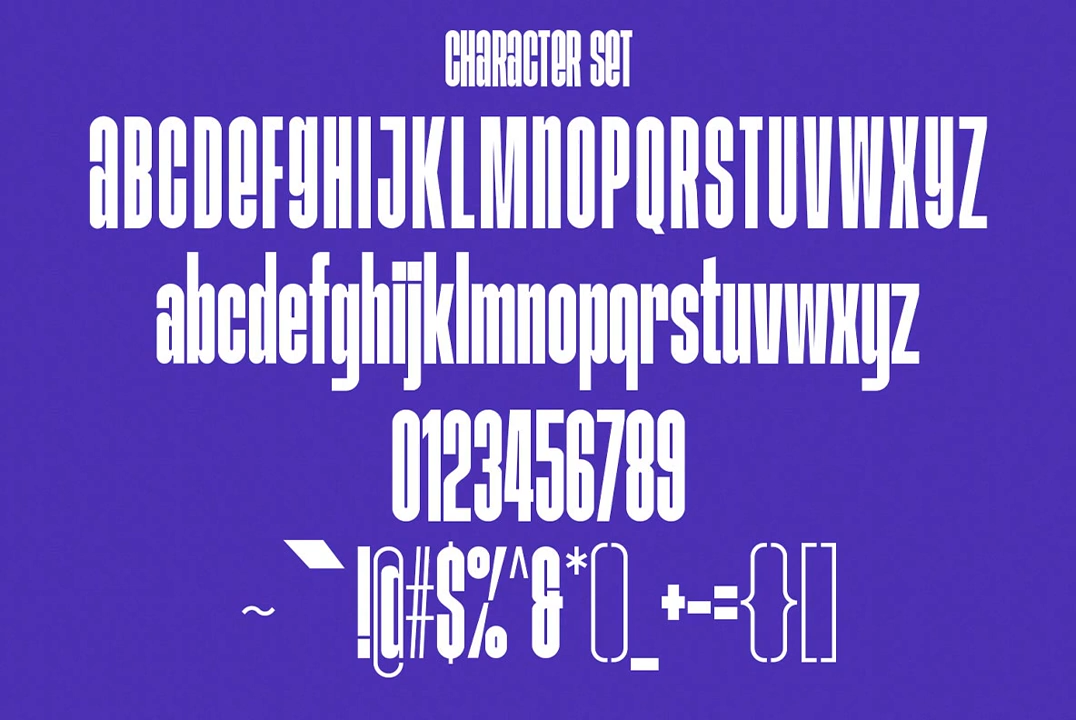 CHaRaCTeR SeT
aBCDeFgHIJKLMnOPQRSTUVWXyZ
abcdefghijklmnopqrstuvwxyz
0123456789
~`!@#$%^&*()_+-={}[]